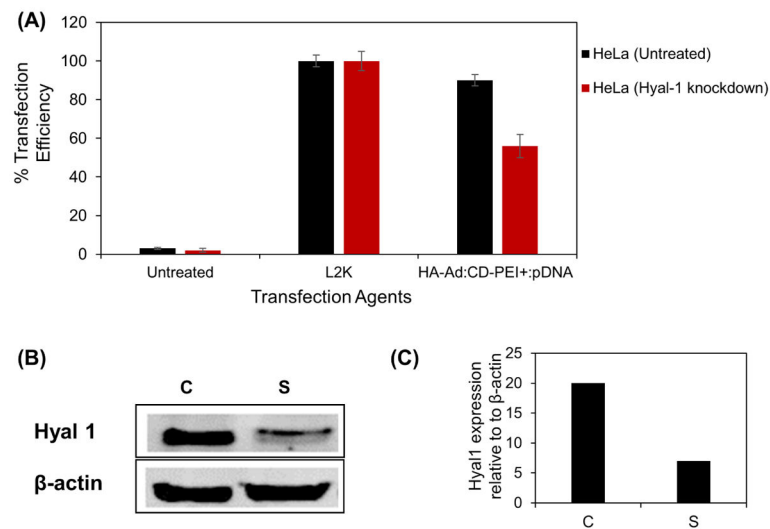 (A)
120
100
80
60
40
20
0
% Transfection
Efficiency
Untreated
L2K
HA-Ad:CD-PEI+:pDNA
Transfection Agents
HeLa (Untreated)
HeLa (Hyal-1 knockdown)
(B)
C S
Hyal 1
β-actin
(C)
25
20
15
10
5
0
Hyal1 expression
relative to to β-actin
C S